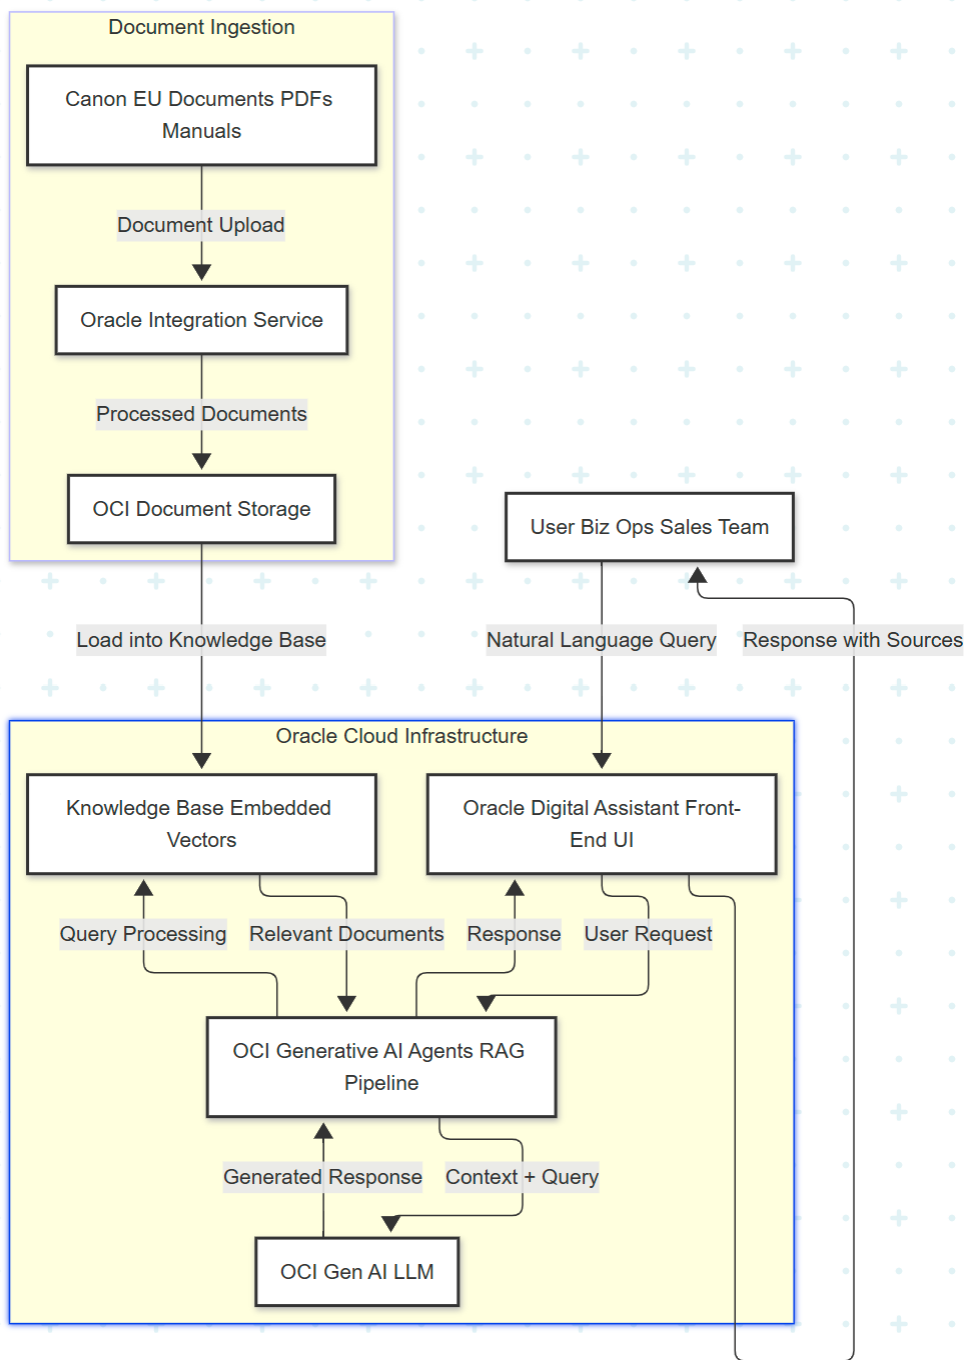 Document Ingestion
Canon EU Documents PDFs
Manuals
Document Upload
Oracle Integration Service
Processed Documents
OCI Document Storage
User Biz Ops Sales Team
Load into Knowledge Base
Natural Language Query
Response with Sources
Oracle Cloud Infrastructure
Knowledge Base Embedded
Vectors
Oracle Digital Assistant Front-
End UI
Query Processing
Relevant Documents
Response
User Request
OCI Generative AI Agents RAG
Pipeline
Generated Response
Context + Query
OCI Gen AI LLM